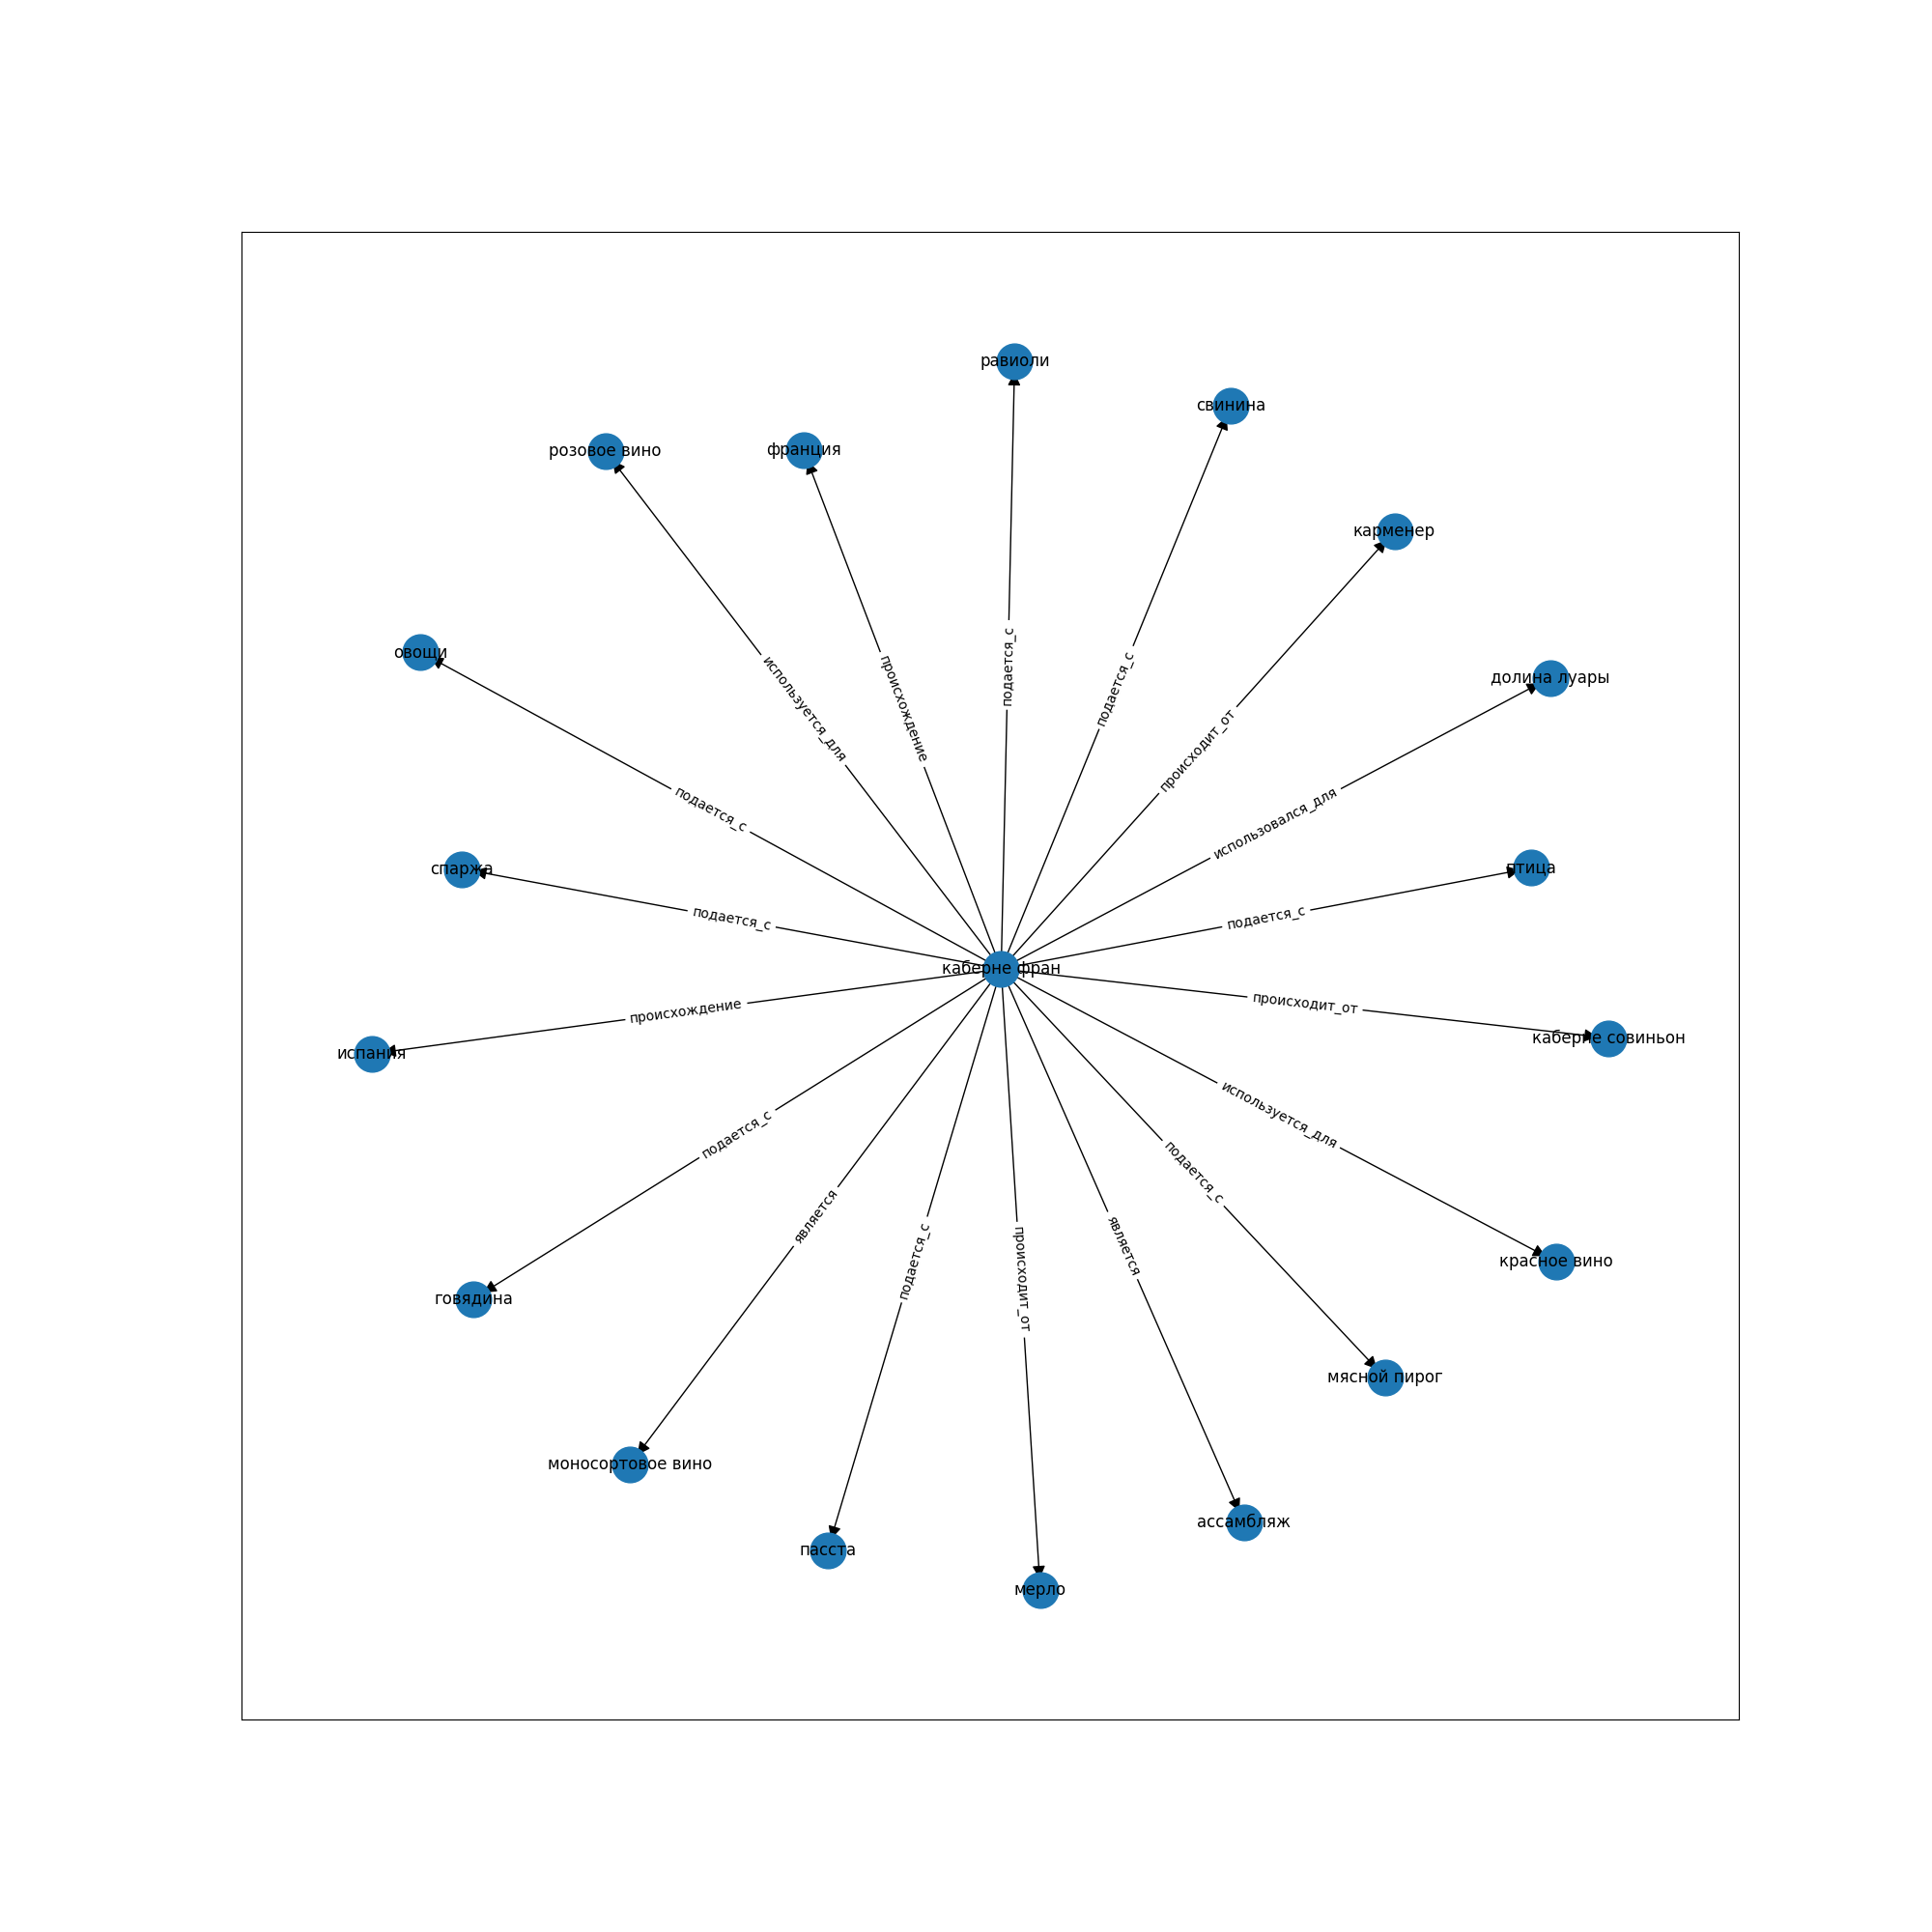 равиоли
свинина
розовое вино
франция
карменер
овощи
долина луары
подается_с
подается_с
используется_для
происхождение
происходит_от
подается_с
использовался_для
спаржа
птица
подается_с
подается_с
каберне фран
происхождение
происходит_от
испания
каберне совиньон
подается_с
используется_для
подается_с
является
подается_с
происходит_от
является
красное вино
говядина
мясной пирог
моносортовое вино
ассамбляж
пасста
мерло